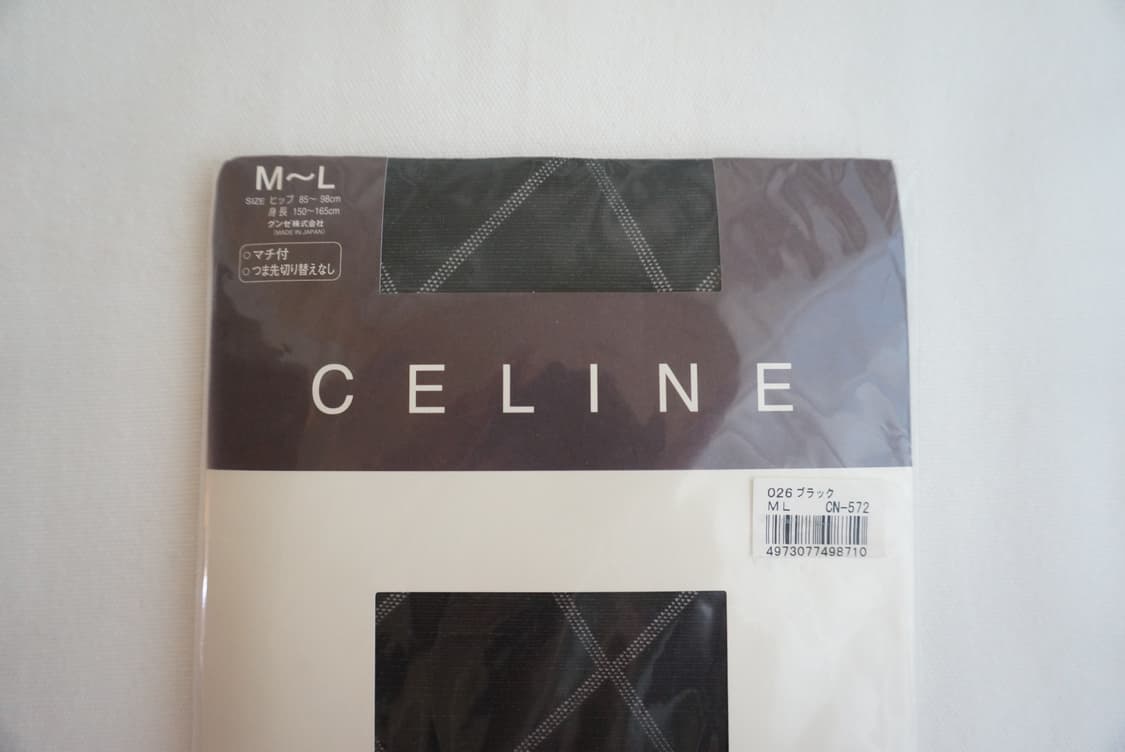 M〜L
SIZE ヒップ 85〜98cm
身長 150〜165cm
グンゼ株式会社
(MADE IN JAPAN)
○マチ付
○つま先切り替えなし
CELINE
026 ブラック
ML CN-572
4973077498710